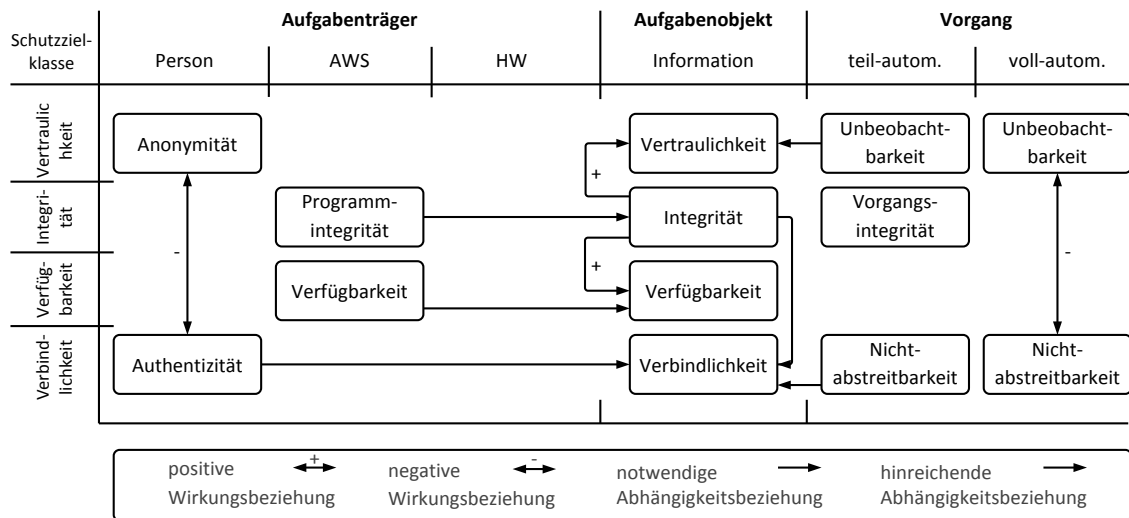 Aufgabenträger Aufgabenobjekt Vorgang
Schutzziel-
klasse
Person AWS HW Information teil-autom. voll-autom.
Vertraulic
hkeit
Anonymität
Vertraulichkeit
Unbeobacht-
barkeit
Unbeobacht-
barkeit
+
Integri-
tät
Programm-
integrität
Integrität
Vorgangs-
integrität
-
+
-
Verfüg-
barkeit
Verfügbarkeit
Verfügbarkeit
Verbind-
lichkeit
Authentizität
Verbindlichkeit
Nicht-
abstreitbarkeit
Nicht-
abstreitbarkeit
positive + negative - notwendige hinreichende
Wirkungsbeziehung Wirkungsbeziehung Abhängigkeitsbeziehung Abhängigkeitsbeziehung